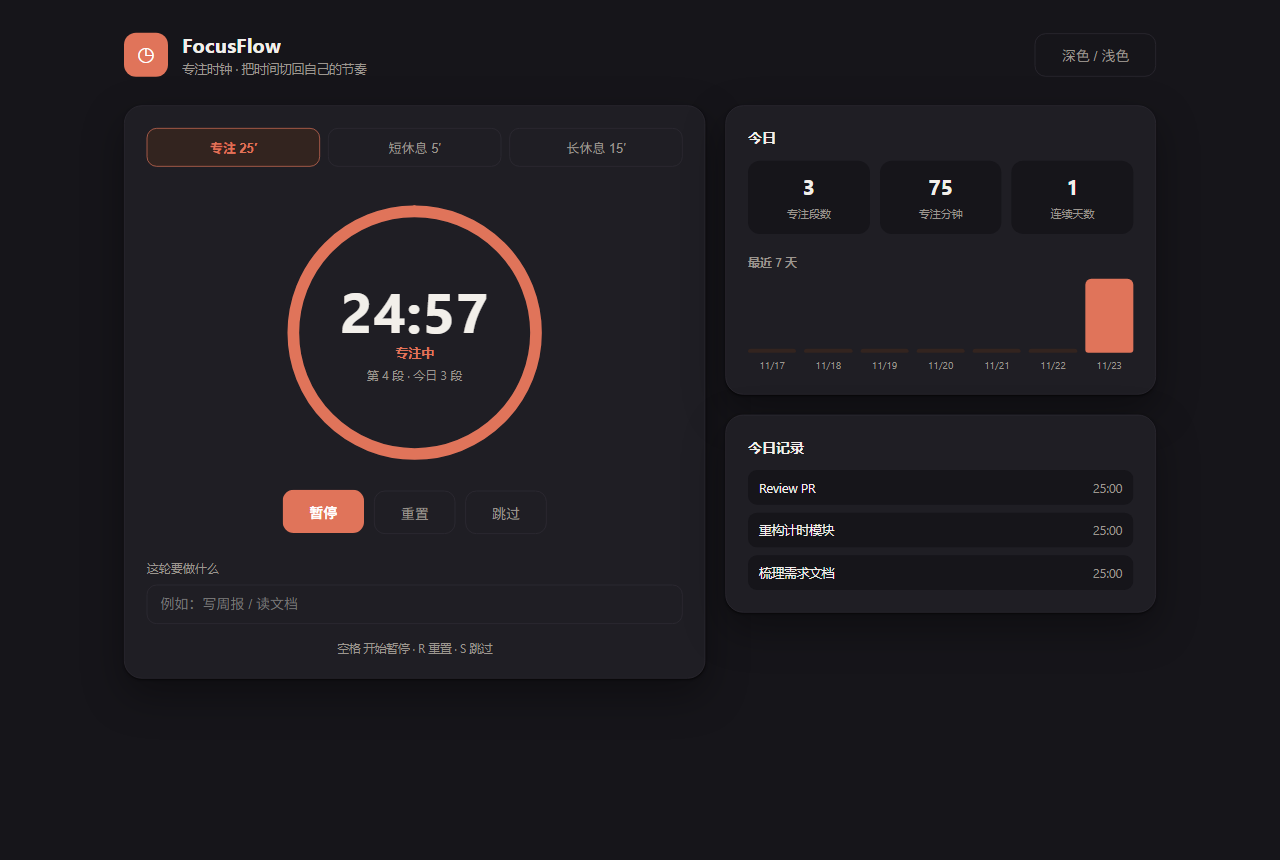 FocusFlow
专注时钟 · 把时间切回自己的节奏
深色 / 浅色
专注 25′
短休息 5′
长休息 15′
24:57
专注中
第 4 段 · 今日 3 段
暂停
重置
跳过
这轮要做什么
例如：写周报 / 读文档
空格 开始暂停 · R 重置 · S 跳过
今日
3
专注段数
75
专注分钟
1
连续天数
最近 7 天
11/17
11/18
11/19
11/20
11/21
11/22
11/23
今日记录
Review PR
25:00
重构计时模块
25:00
梳理需求文档
25:00